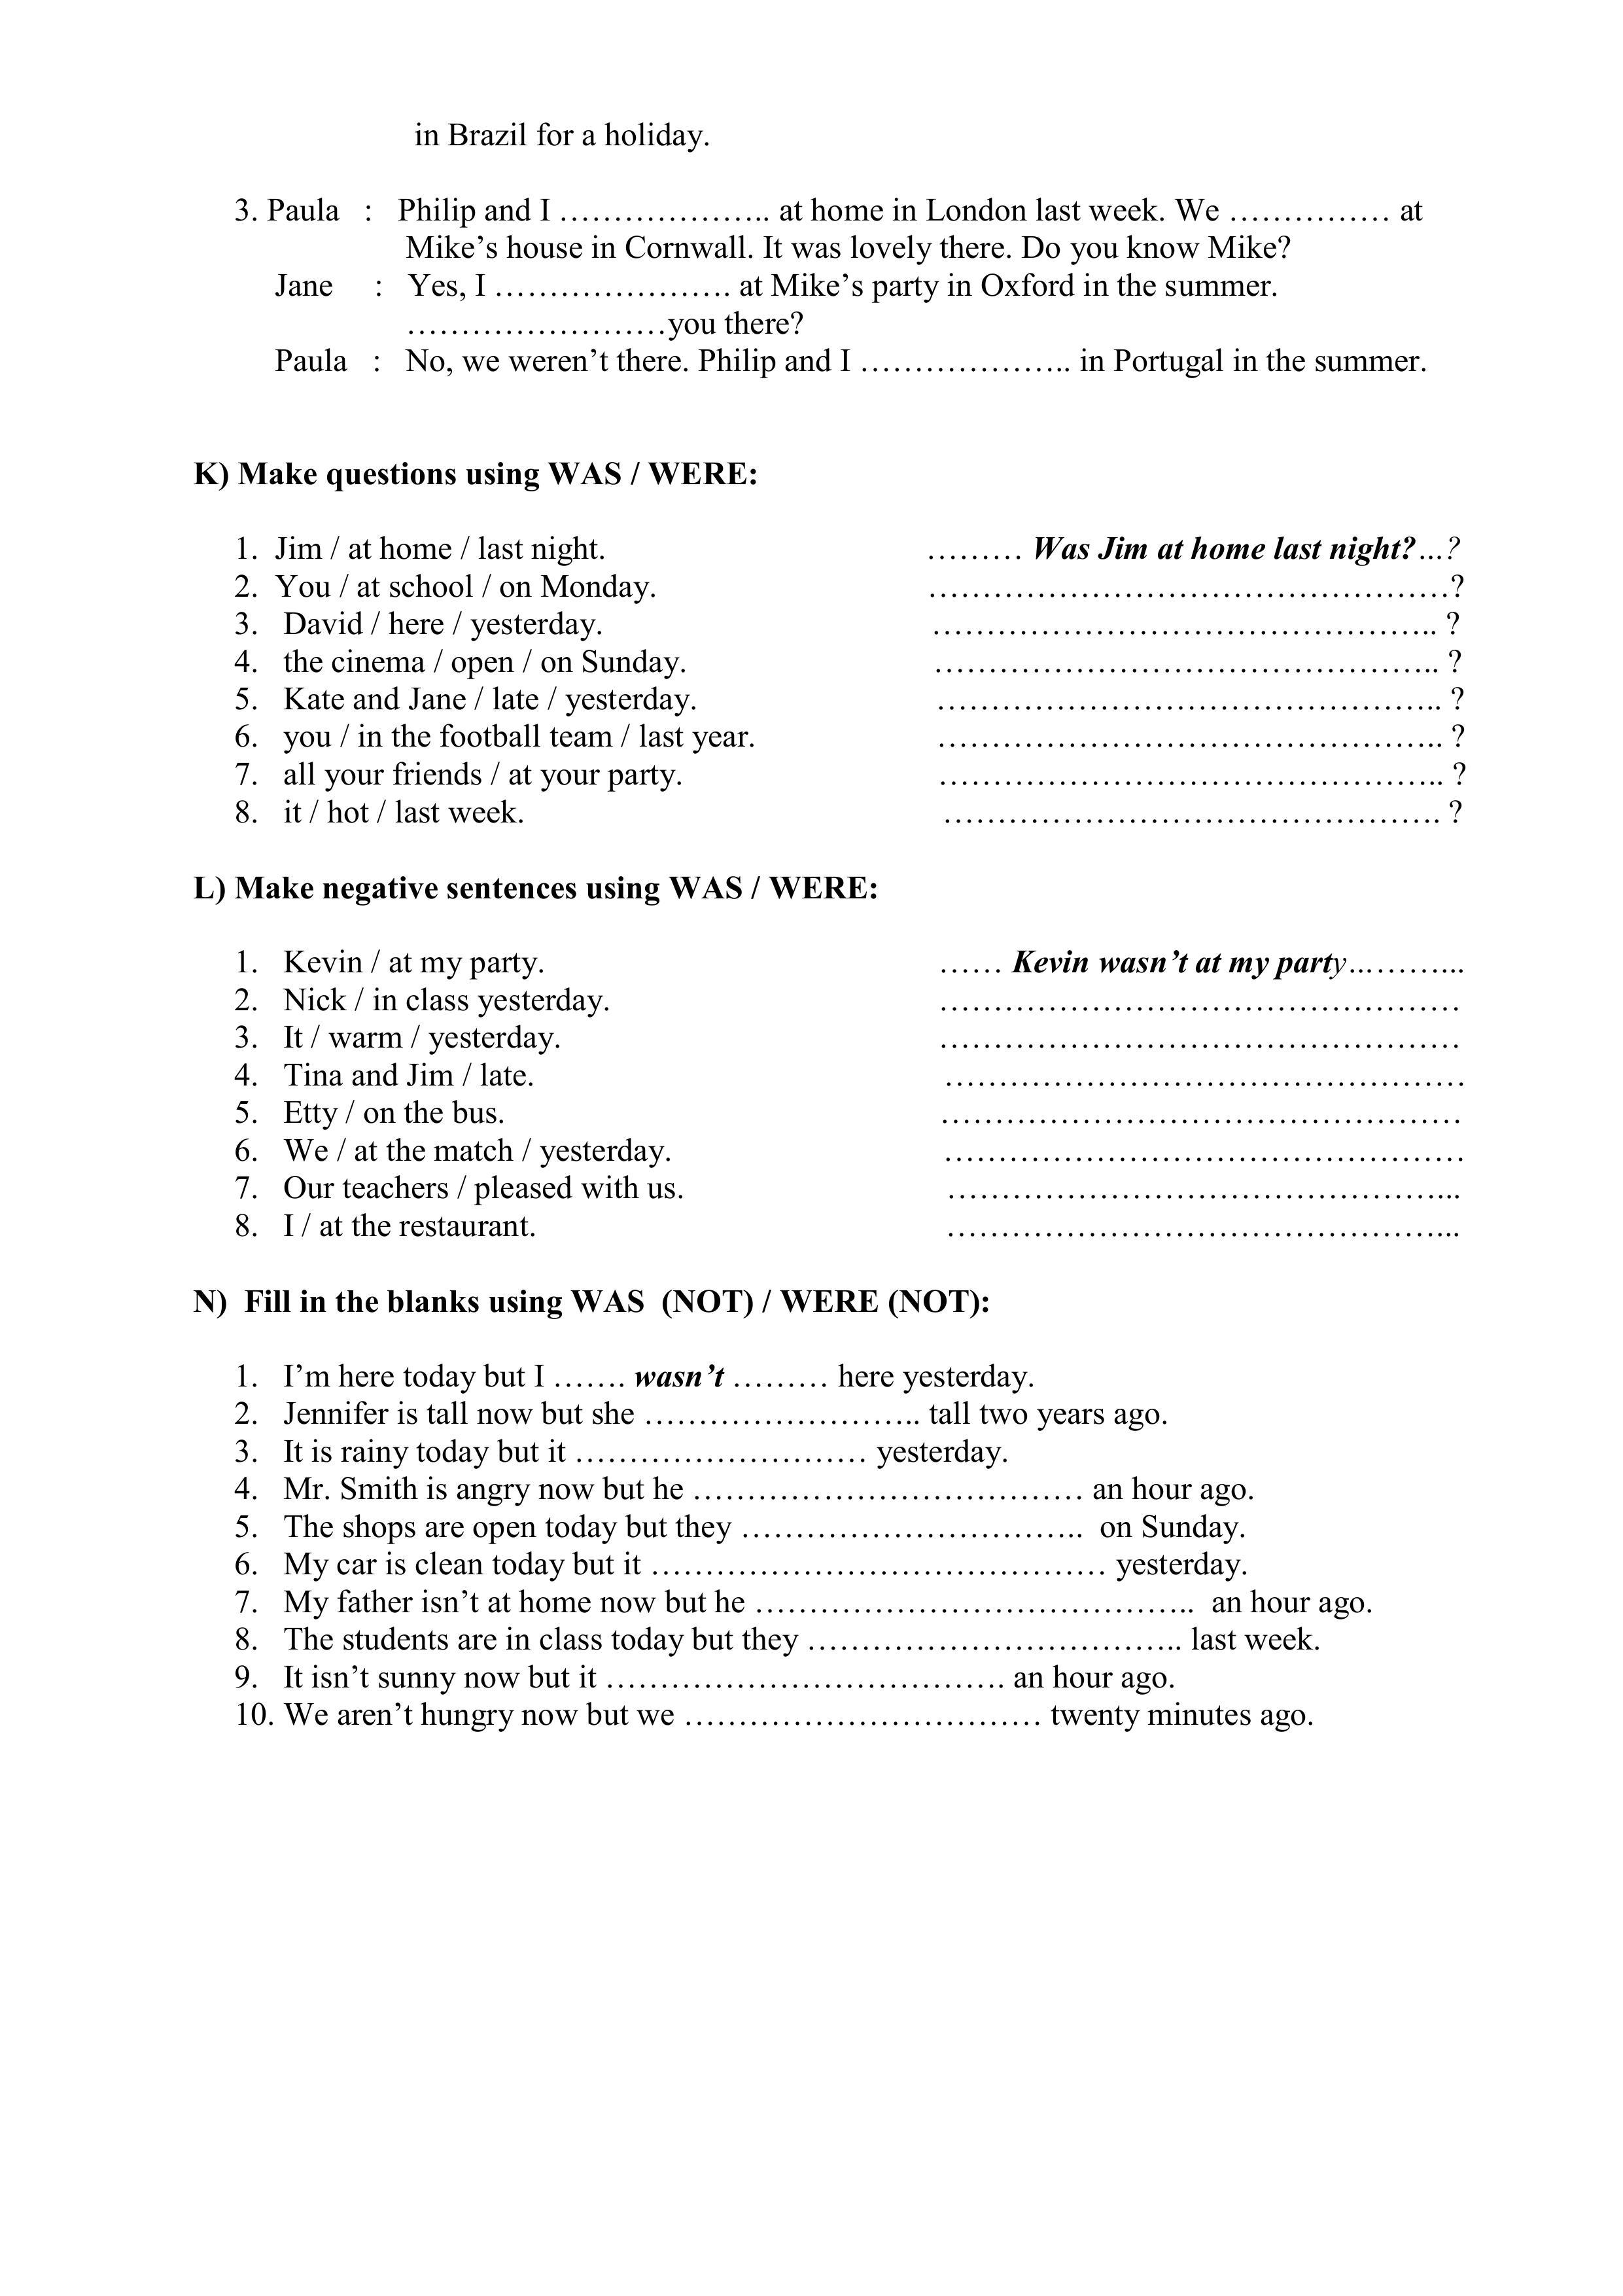 in Brazil for a holiday.
3. Paula : Philip and I ……………….. at home in London last week. We …………… at
Mike’s house in Cornwall. It was lovely there. Do you know Mike?
Jane : Yes, I …………………. at Mike’s party in Oxford in the summer.
……………………you there?
Paula : No, we weren’t there. Philip and I ……………….. in Portugal in the summer.
K) Make questions using WAS / WERE:
1. Jim / at home / last night. ……… Was Jim at home last night?...?
2. You / at school / on Monday. …………………………………………?
3. David / here / yesterday. ……………………………………….. ?
4. the cinema / open / on Sunday. ……………………………………….. ?
5. Kate and Jane / late / yesterday. ……………………………………….. ?
6. you / in the football team / last year. ……………………………………….. ?
7. all your friends / at your party. ……………………………………….. ?
8. it / hot / last week. ………………………………………. ?
L) Make negative sentences using WAS / WERE:
1. Kevin / at my party. …… Kevin wasn’t at my party………...
2. Nick / in class yesterday. …………………………………………
3. It / warm / yesterday. …………………………………………
4. Tina and Jim / late. …………………………………………
5. Etty / on the bus. …………………………………………
6. We / at the match / yesterday. …………………………………………
7. Our teachers / pleased with us. ………………………………………...
8. I / at the restaurant. ………………………………………...
N) Fill in the blanks using WAS (NOT) / WERE (NOT):
1. I’m here today but I ……. wasn’t ……… here yesterday.
2. Jennifer is tall now but she …………………….. tall two years ago.
3. It is rainy today but it ……………………… yesterday.
4. Mr. Smith is angry now but he ……………………………… an hour ago.
5. The shops are open today but they ………………………….. on Sunday.
6. My car is clean today but it …………………………………… yesterday.
7. My father isn’t at home now but he ………………………………….. an hour ago.
8. The students are in class today but they …………………………….. last week.
9. It isn’t sunny now but it ………………………………. an hour ago.
10. We aren’t hungry now but we …………………………… twenty minutes ago.